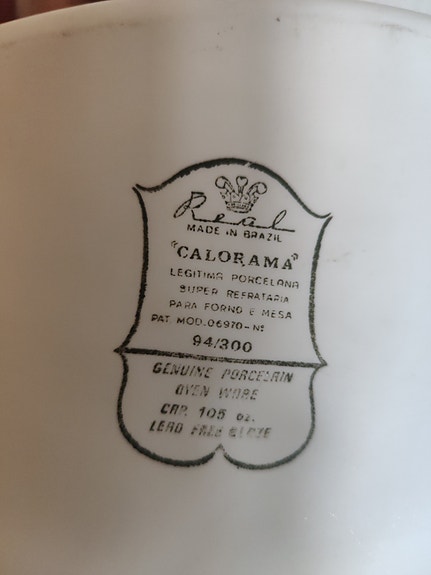 Real
MADE IN BRAZIL
"CALORAMA"
LEGITIMA PORCELANA
SUPER REFRATARIA
PARA FORNO E MESA
PAT. MOD. 06970 - Nº
94/300
GENUINE PORCELAIN
OVEN WARE
CAP. 105 oz.
LEAD FREE GLAZE